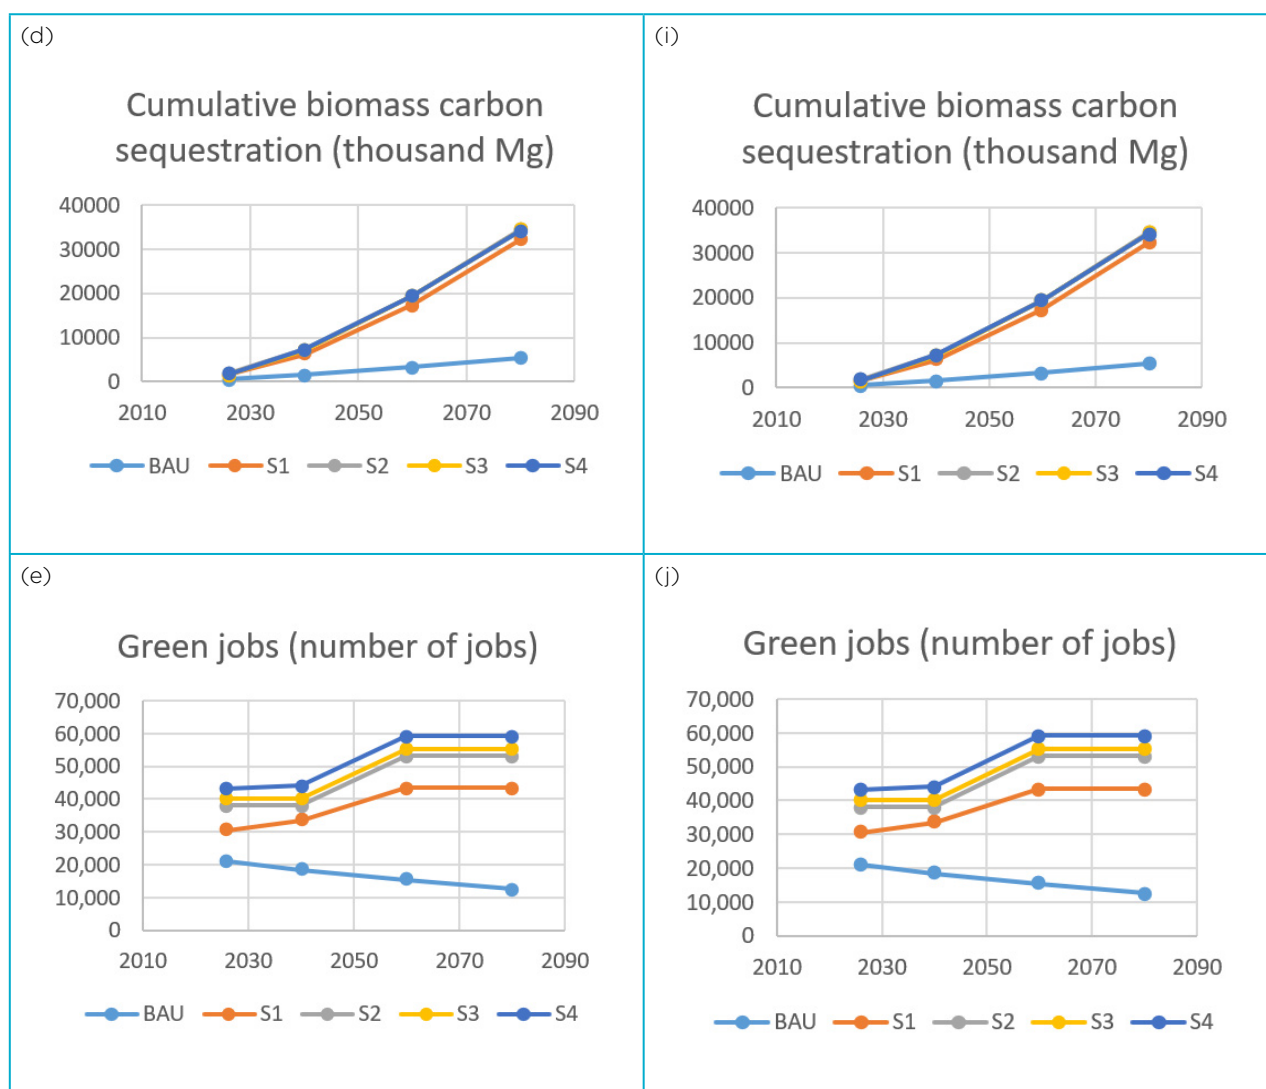 (d)
Cumulative biomass carbon
sequestration (thousand Mg)
40000
30000
20000
10000
0
2010 2030 2050 2070 2090
BAU S1 S2 S3 S4
(i)
Cumulative biomass carbon
sequestration (thousand Mg)
40000
30000
20000
10000
0
2010 2030 2050 2070 2090
BAU S1 S2 S3 S4
(e)
Green jobs (number of jobs)
70,000
60,000
50,000
40,000
30,000
20,000
10,000
0
2010 2030 2050 2070 2090
BAU S1 S2 S3 S4
(j)
Green jobs (number of jobs)
70,000
60,000
50,000
40,000
30,000
20,000
10,000
0
2010 2030 2050 2070 2090
BAU S1 S2 S3 S4